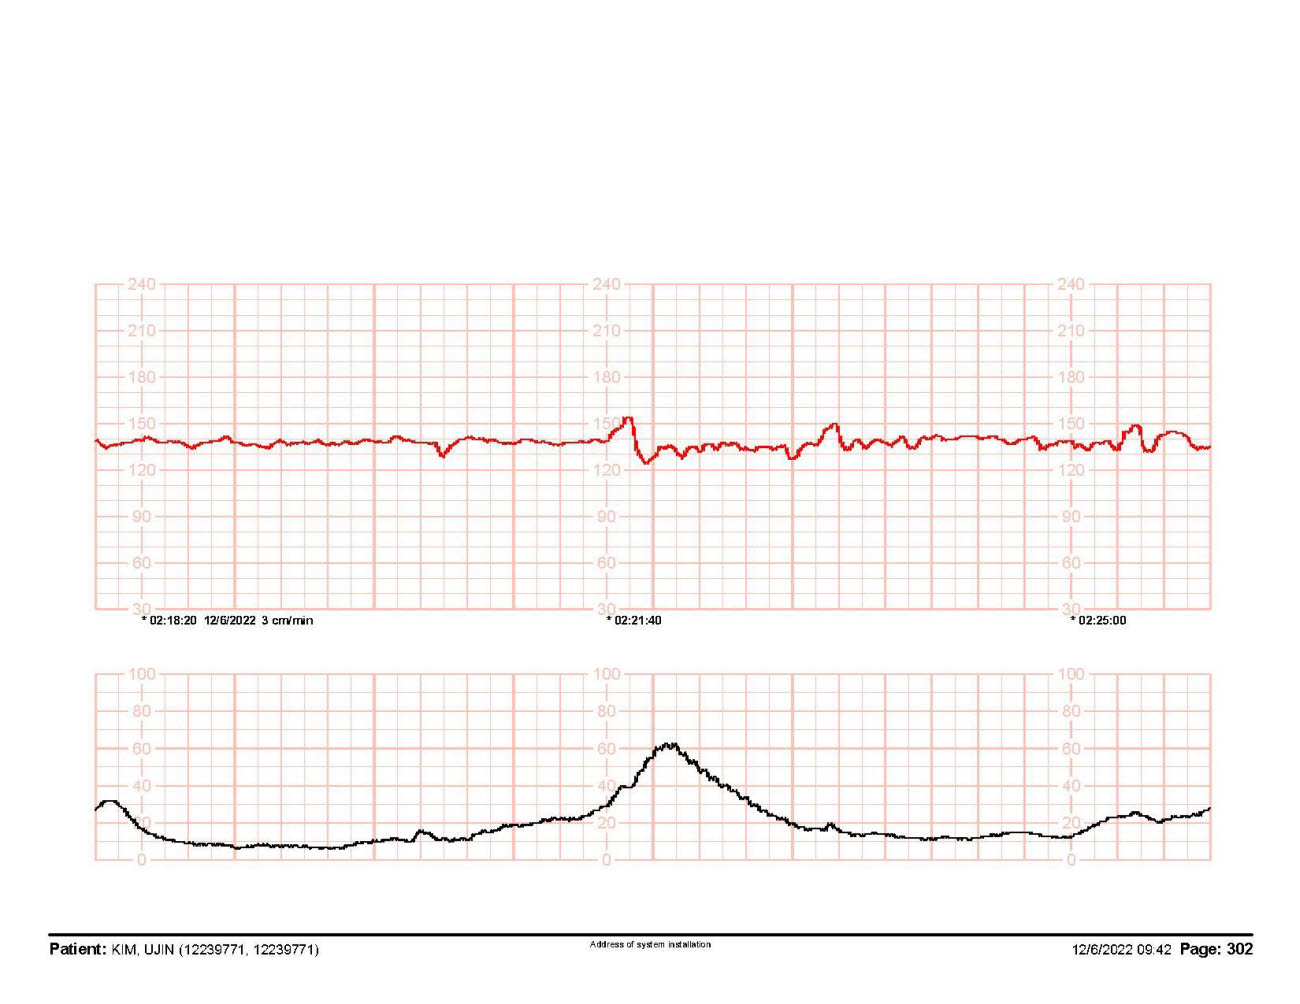 240 240 240
210 210 210
180 180 180
150 150 150
120 120 120
90 90 90
60 60 60
30 30 30
* 02:18:20 12/6/2022 3 cm/min * 02:21:40 * 02:25:00
100 100 100
80 80 80
60 60 60
40 40 40
20 20 20
0 0 0
Patient: KIM, UJIN (12239771, 12239771) Address of system installation 12/6/2022 09:42 Page: 302